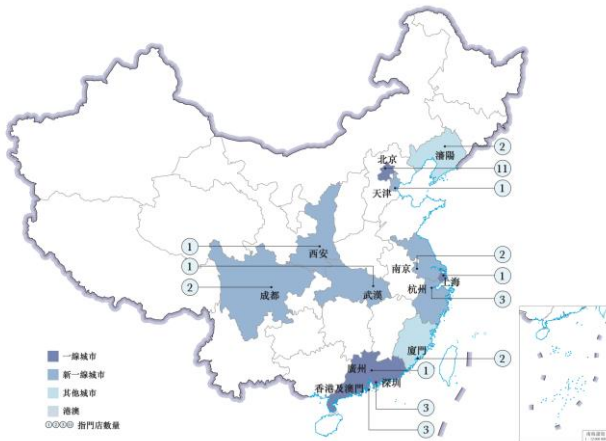 瀋陽
②
北京
⑪
天津
①
①
西安
①
②
成都
武漢
南京
②
上海
①
杭州
③
廈門
②
廣州
①
深圳
③
香港及澳門
③
一線城市
新一線城市
其他城市
港澳
指門店數量